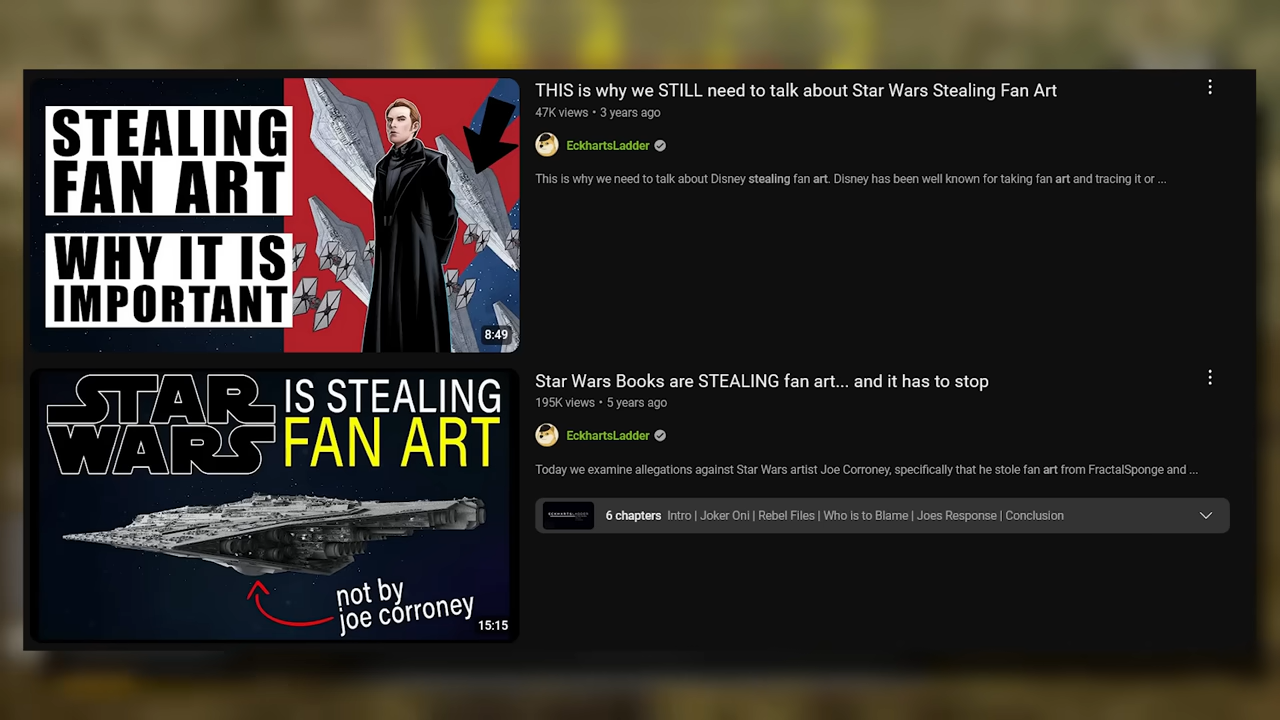 STEALING
FAN ART
WHY IT IS
IMPORTANT
8:49
THIS is why we STILL need to talk about Star Wars Stealing Fan Art
47K views • 3 years ago
EckhartsLadder
This is why we need to talk about Disney stealing fan art. Disney has been well known for taking fan art and tracing it or ...
STAR
WARS
IS STEALING
FAN ART
not by
joe corroney
15:15
Star Wars Books are STEALING fan art... and it has to stop
195K views • 5 years ago
EckhartsLadder
Today we examine allegations against Star Wars artist Joe Corroney, specifically that he stole fan art from FractalSponge and ...
ECKHARTSLADDER
6 chapters Intro | Joker Oni | Rebel Files | Who is to Blame | Joes Response | Conclusion